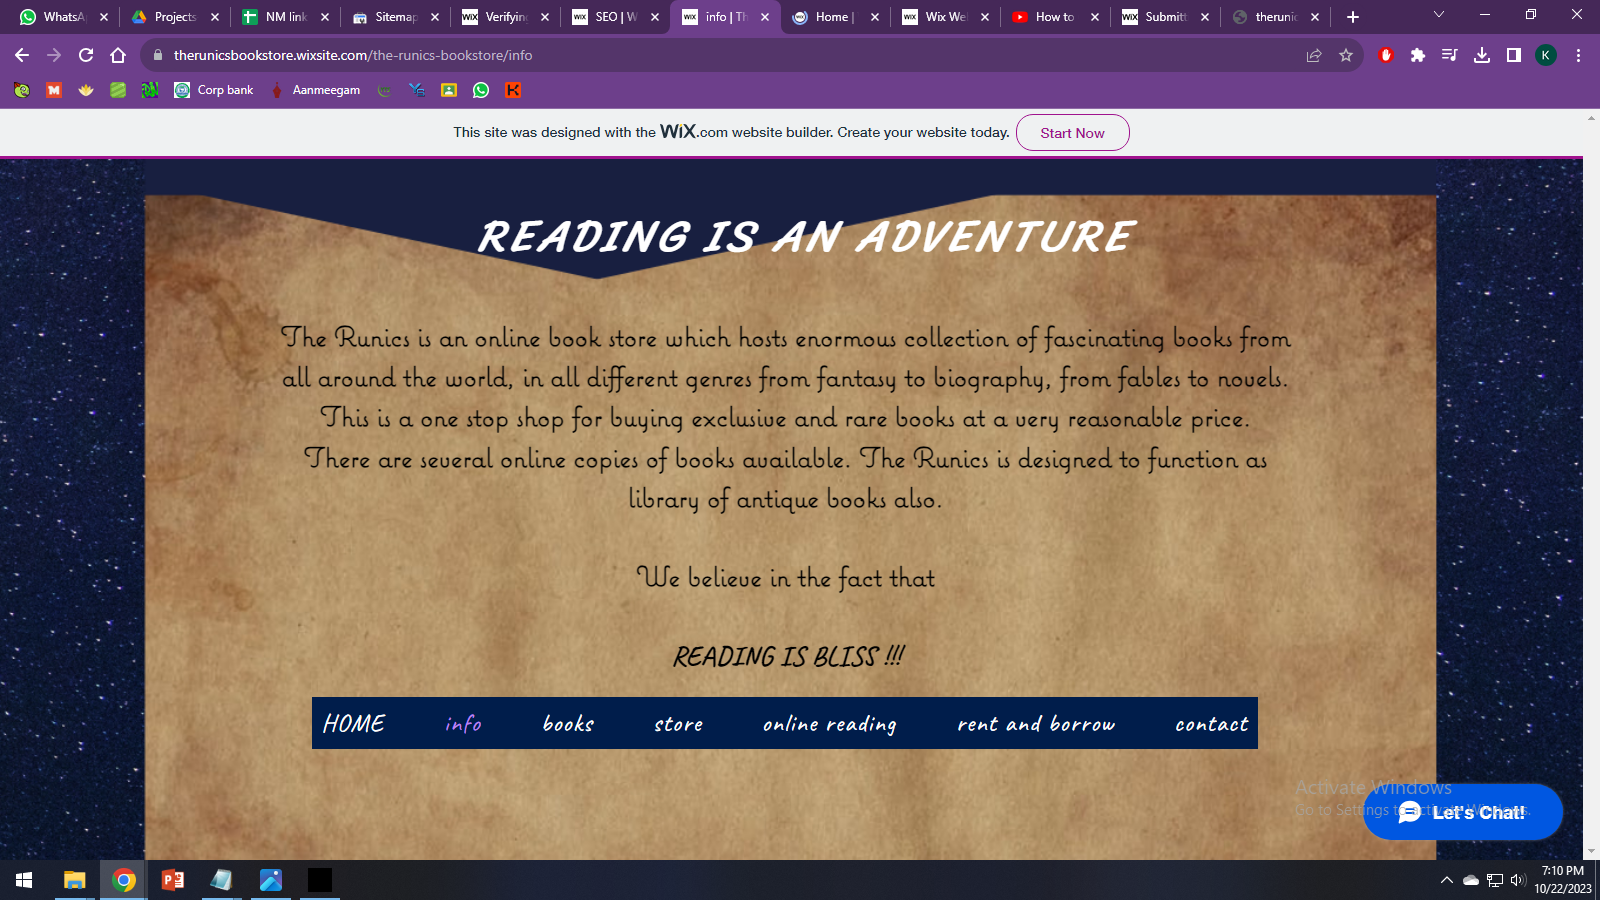 WhatsA
Projects
NM link
Sitemap
Verifyin
SEO | W
info | Th
Home |
Wix We
How to
Submitt
therunic
therunicsbookstore.wixsite.com/the-runics-bookstore/info
K
M
Corp bank
Aanmeegam
K
This site was designed with the WiX.com website builder. Create your website today.
Start Now
READING IS AN ADVENTURE
The Runics is an online book store which hosts enormous collection of fascinating books from
all around the world, in all different genres from fantasy to biography, from fables to novels.
This is a one stop shop for buying exclusive and rare books at a very reasonable price.
There are several online copies of books available. The Runics is designed to function as
library of antique books also.
We believe in the fact that
READING IS BLISS !!!
HOME info books store online reading rent and borrow contact
Activate Windows
Go to Settings to activate Windows.
Let's Chat!
7:10 PM
10/22/2023